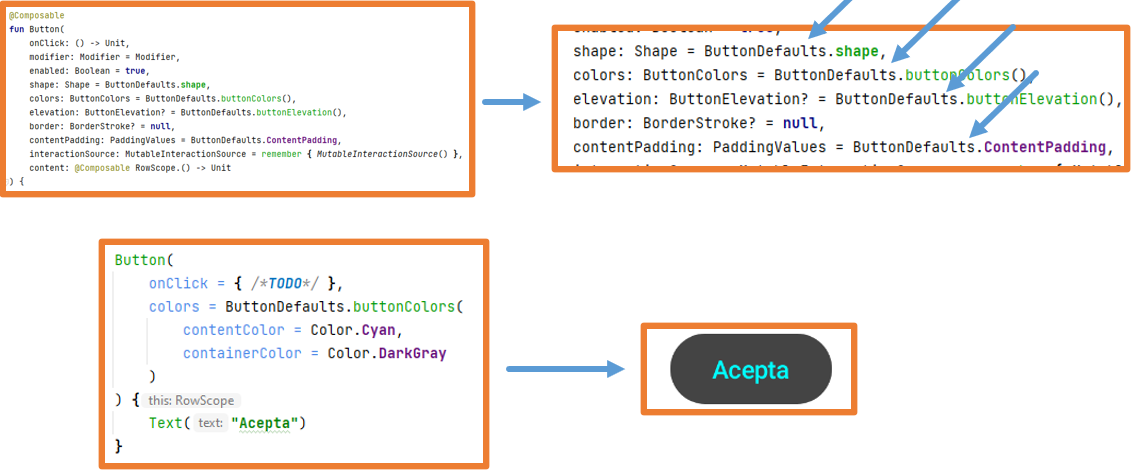 @Composable
fun Button(
onClick: () -> Unit,
modifier: Modifier = Modifier,
enabled: Boolean = true,
shape: Shape = ButtonDefaults.shape,
colors: ButtonColors = ButtonDefaults.buttonColors(),
elevation: ButtonElevation? = ButtonDefaults.buttonElevation(),
border: BorderStroke? = null,
contentPadding: PaddingValues = ButtonDefaults.ContentPadding,
interactionSource: MutableInteractionSource = remember { MutableInteractionSource() },
content: @Composable RowScope.() -> Unit
) {
shape: Shape = ButtonDefaults.shape,
colors: ButtonColors = ButtonDefaults.buttonColors(),
elevation: ButtonElevation? = ButtonDefaults.buttonElevation(),
border: BorderStroke? = null,
contentPadding: PaddingValues = ButtonDefaults.ContentPadding,
Button(
onClick = { /*TODO*/ },
colors = ButtonDefaults.buttonColors(
contentColor = Color.Cyan,
containerColor = Color.DarkGray
)
) { this: RowScope
Text( text: "Acepta")
}
Acepta